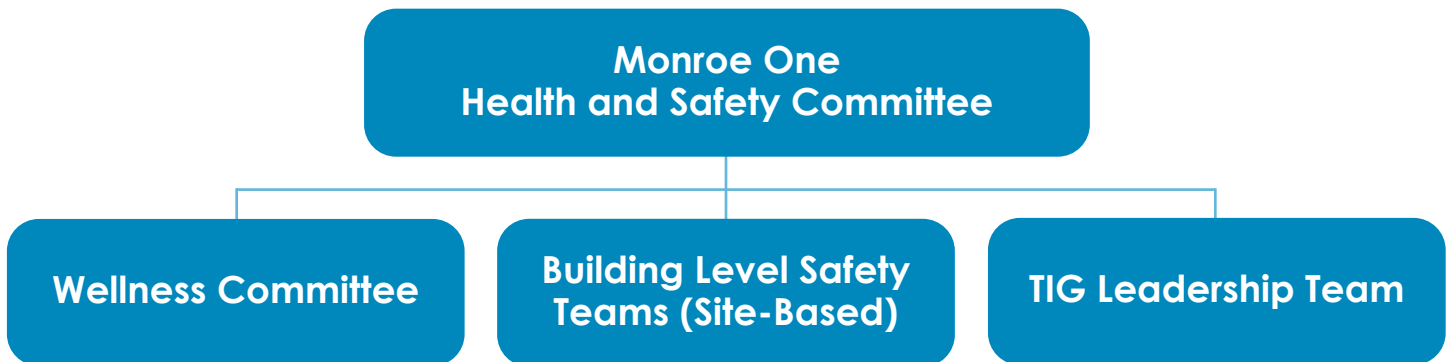 Monroe One
Health and Safety Committee
Wellness Committee
Building Level Safety
Teams (Site-Based)
TIG Leadership Team